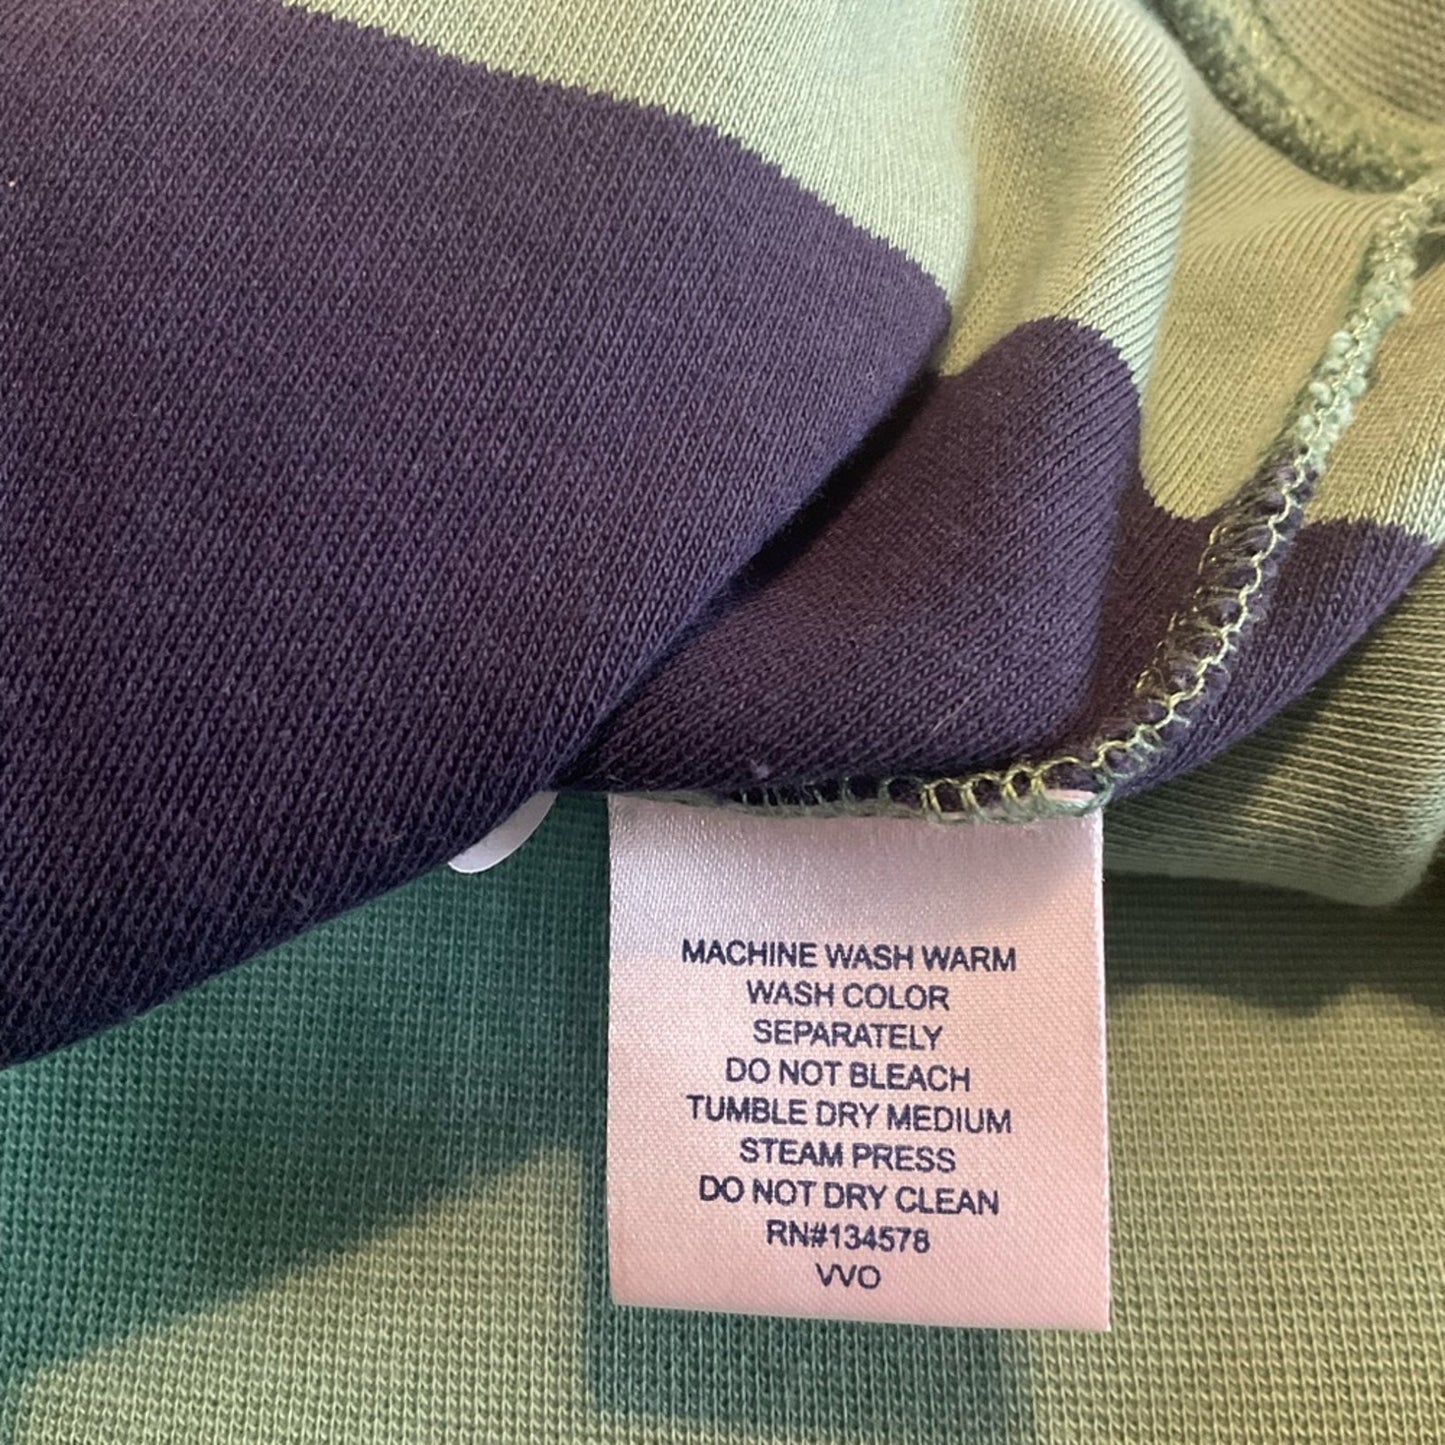 MACHINE WASH WARM
WASH COLOR
SEPARATELY
DO NOT BLEACH
TUMBLE DRY MEDIUM
STEAM PRESS
DO NOT DRY CLEAN
RN#134578
VVO